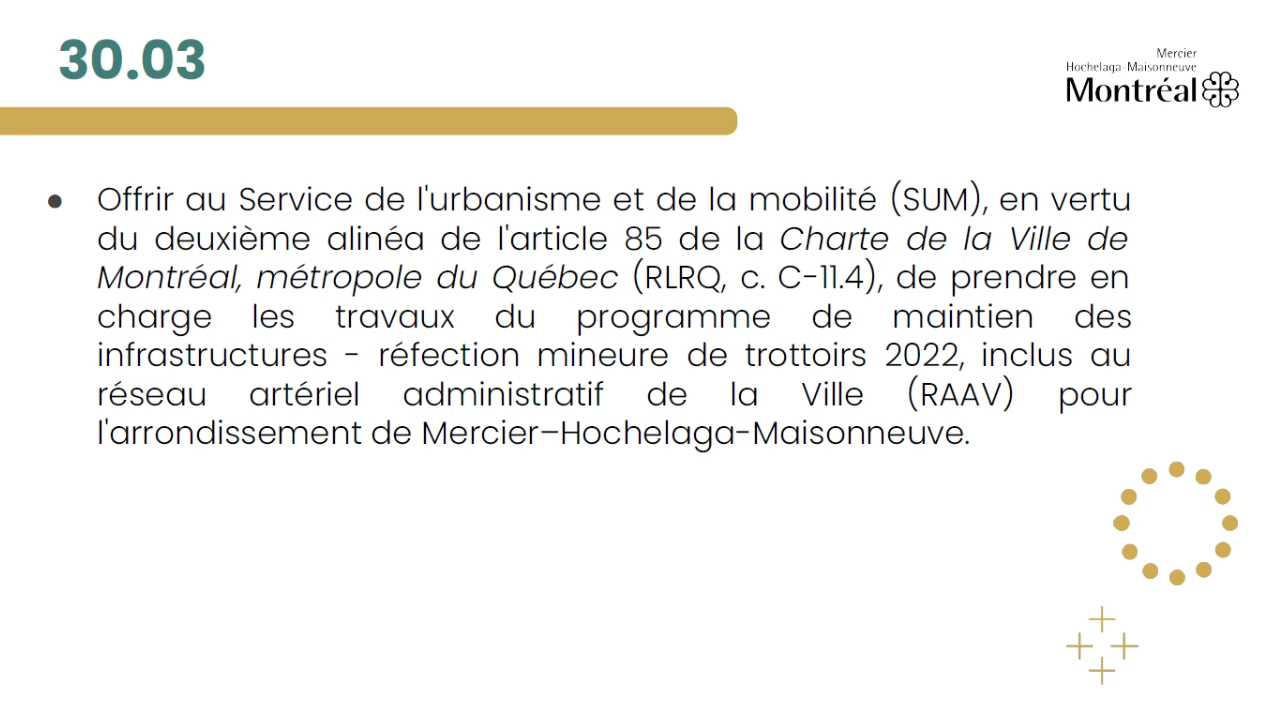 30.03
Mercier
Hochelaga-Maisonneuve
Montréal
● Offrir au Service de l'urbanisme et de la mobilité (SUM), en vertu
du deuxième alinéa de l'article 85 de la Charte de la Ville de
Montréal, métropole du Québec (RLRQ, c. C-11.4), de prendre en
charge les travaux du programme de maintien des
infrastructures - réfection mineure de trottoirs 2022, inclus au
réseau artériel administratif de la Ville (RAAV) pour
l'arrondissement de Mercier–Hochelaga-Maisonneuve.